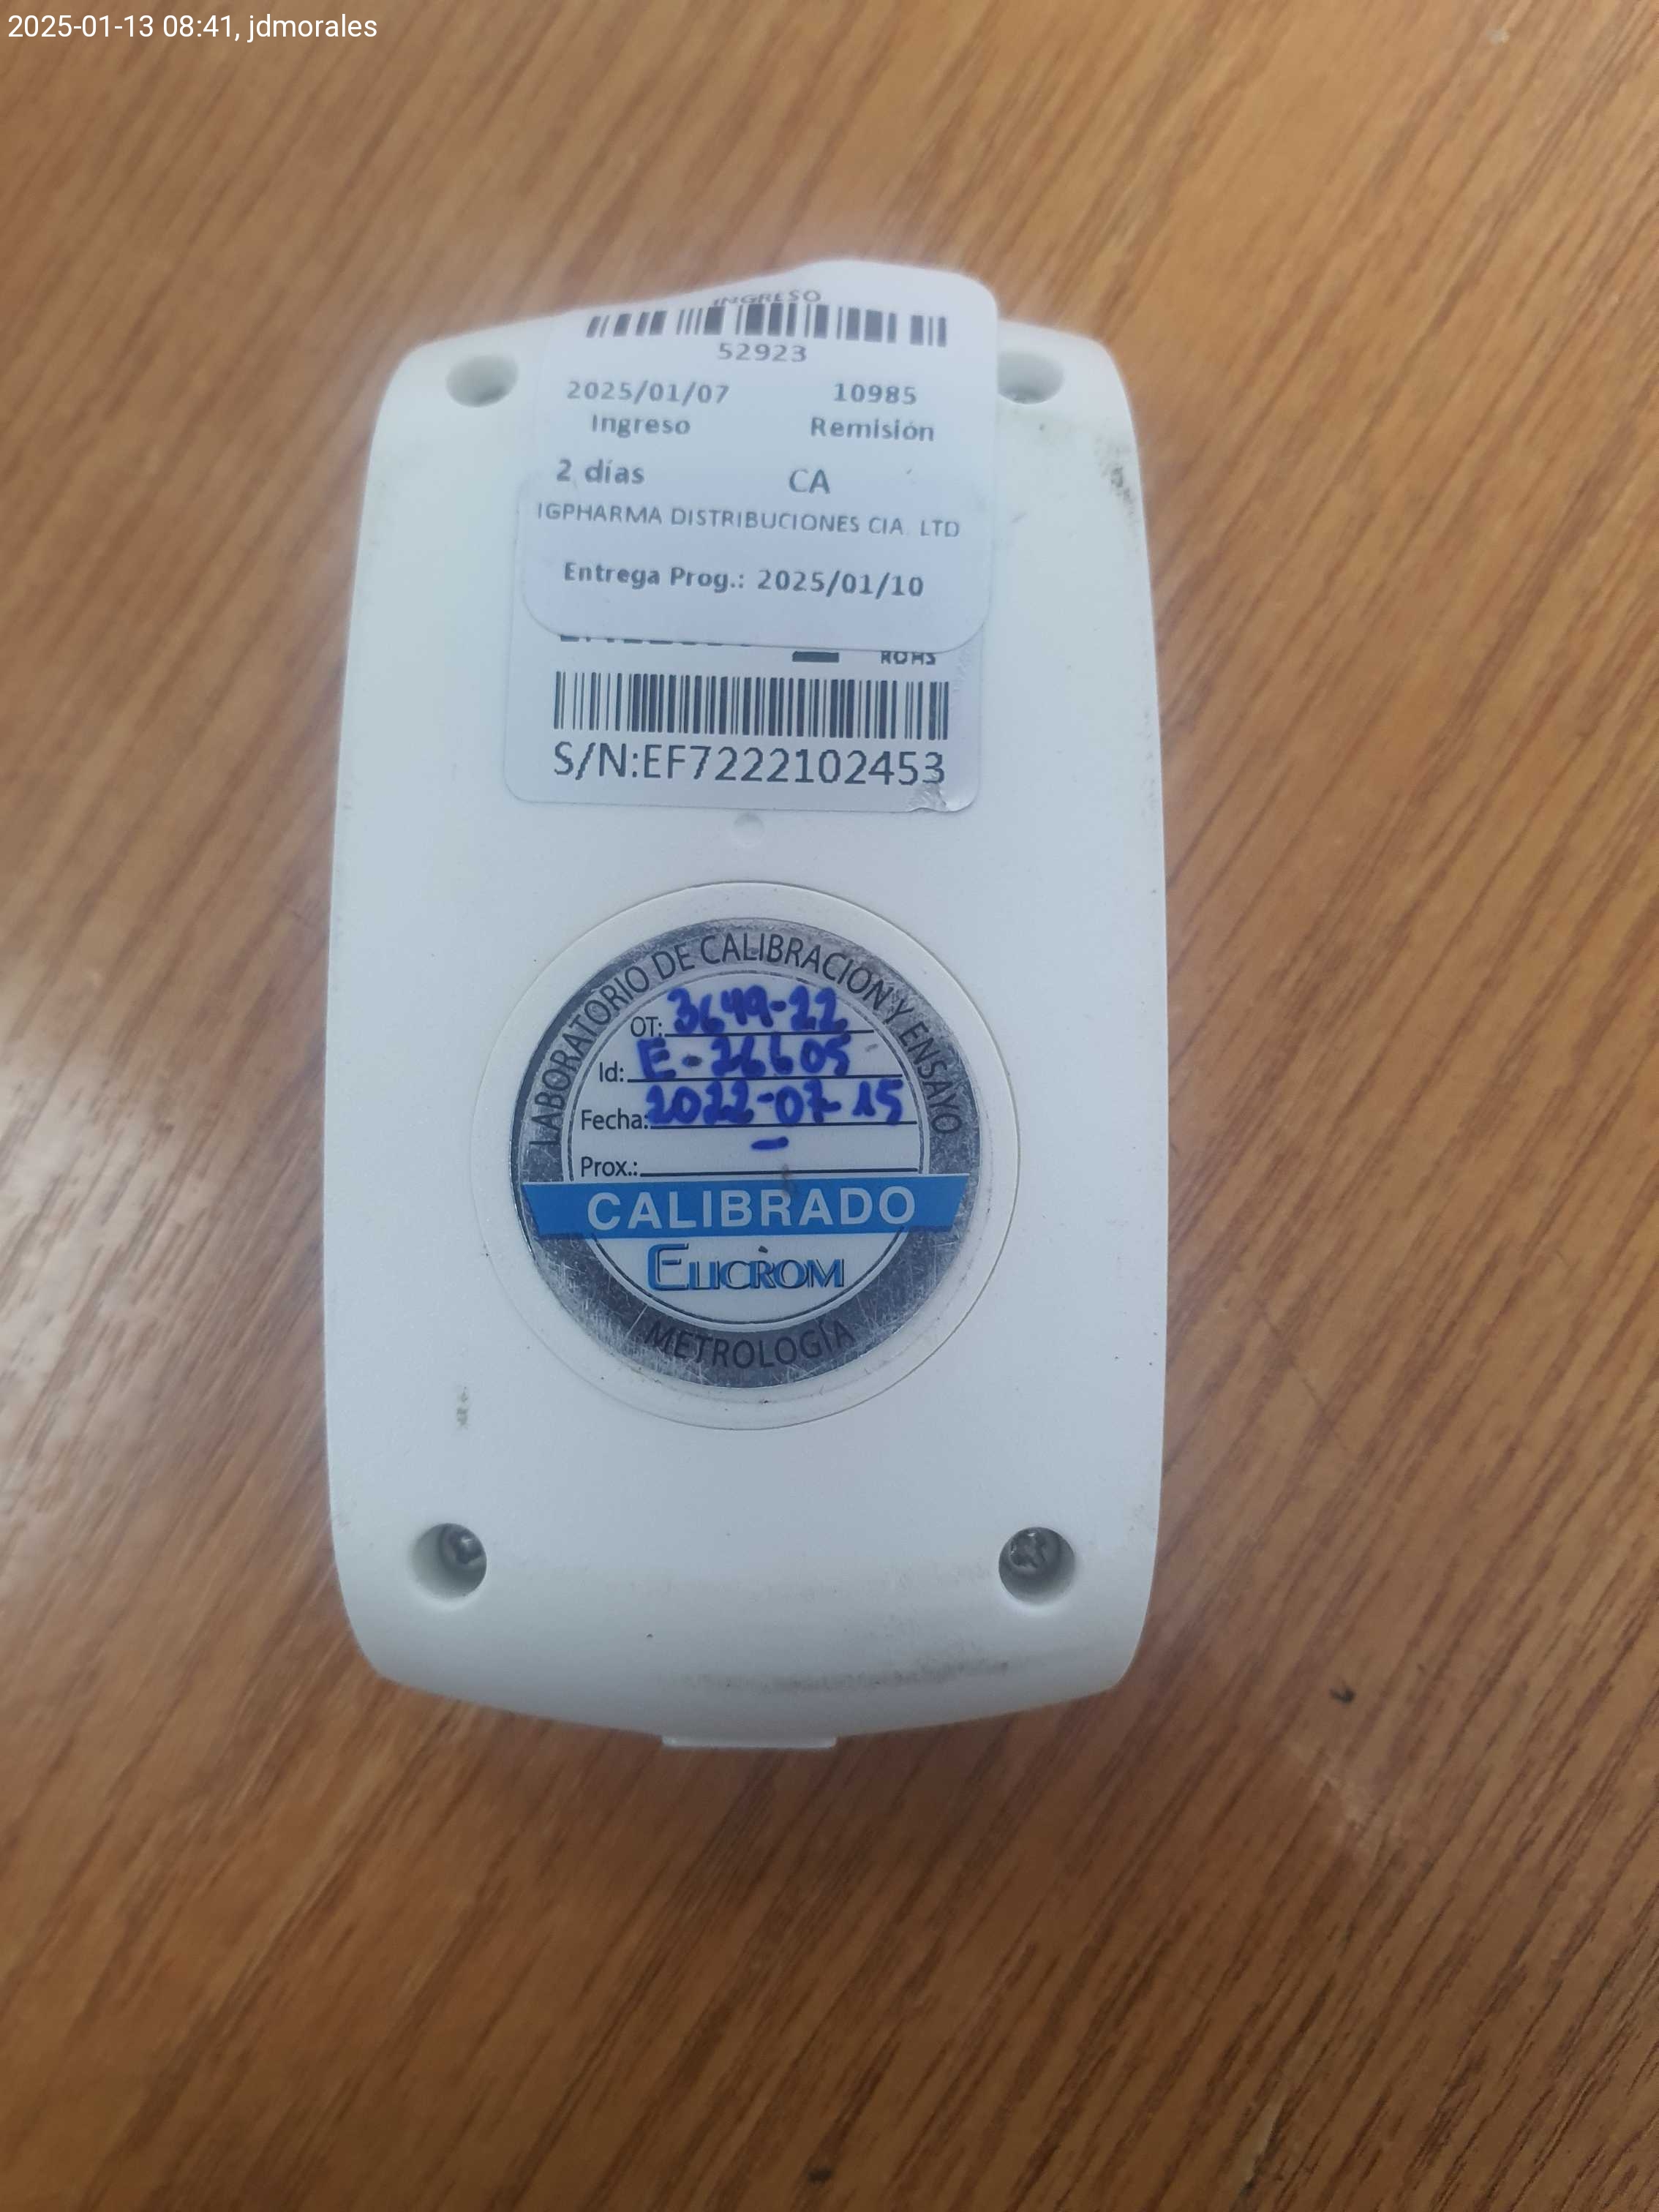 2025-01-13 08:41, jdmorales
INGRESO
52923
2025/01/07 10985
Ingreso Remisión
2 días CA
IGPHARMA DISTRIBUCIONES CIA. LTD
Entrega Prog.: 2025/01/10
ROHS
S/N:EF7222102453
LABORATORIO DE CALIBRACION Y ENSAYO
OT: 3649-22
Id: E-26605
Fecha: 2022-07-15
Prox.: -
CALIBRADO
ELICROM
METROLOGÍA